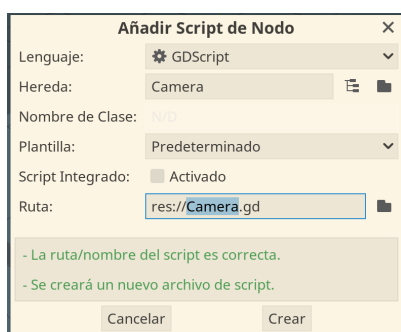 Añadir Script de Nodo
Lenguaje: GDScript
Hereda: Camera
Nombre de Clase: N/D
Plantilla: Predeterminado
Script Integrado: Activado
Ruta: res://Camera.gd
- La ruta/nombre del script es correcta.
- Se creará un nuevo archivo de script.
Cancelar Crear